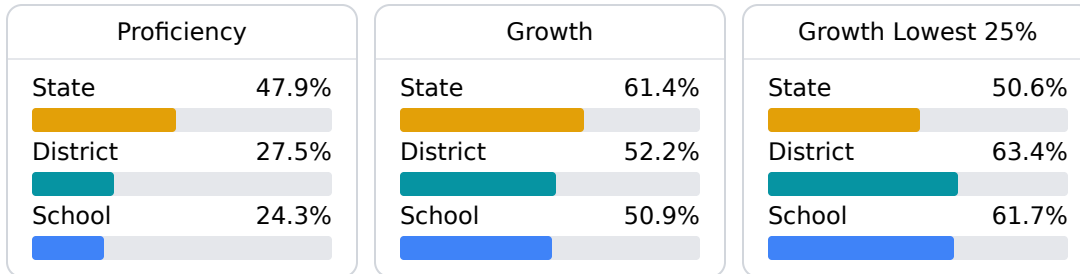 Proficiency
State 47.9%
District 27.5%
School 24.3%
Growth
State 61.4%
District 52.2%
School 50.9%
Growth Lowest 25%
State 50.6%
District 63.4%
School 61.7%